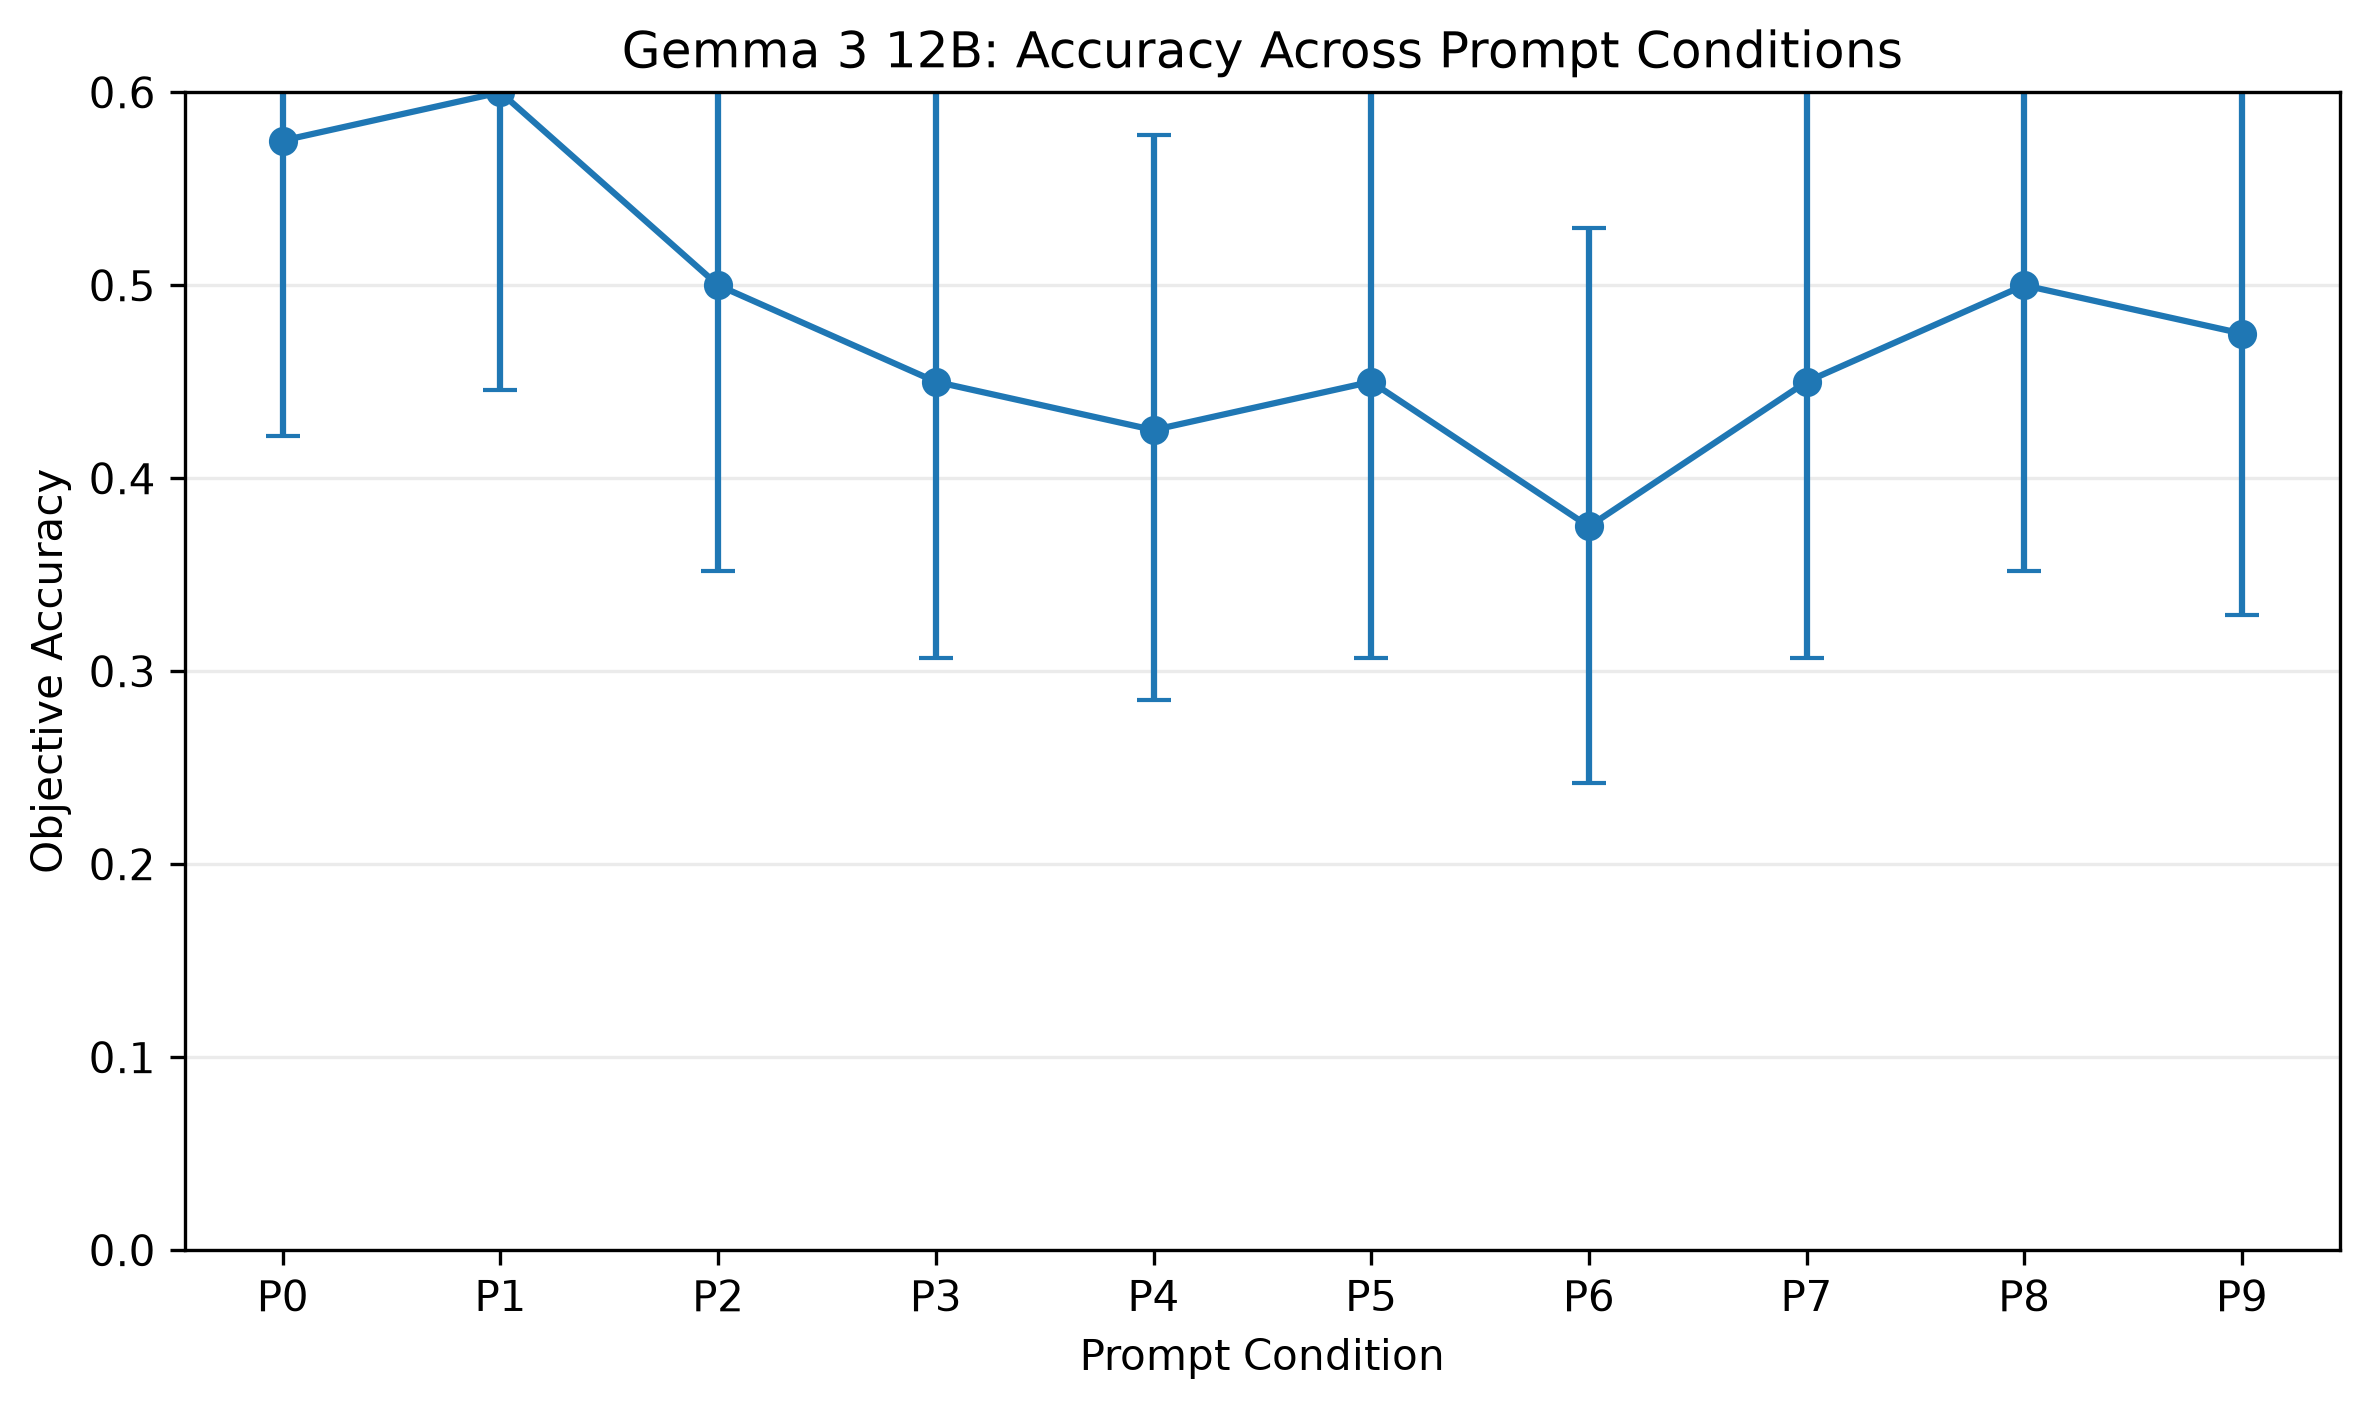 Gemma 3 12B: Accuracy Across Prompt Conditions
0.6
0.5
0.4
0.3
0.2
0.1
0.0
Objective Accuracy
P0 P1 P2 P3 P4 P5 P6 P7 P8 P9
Prompt Condition